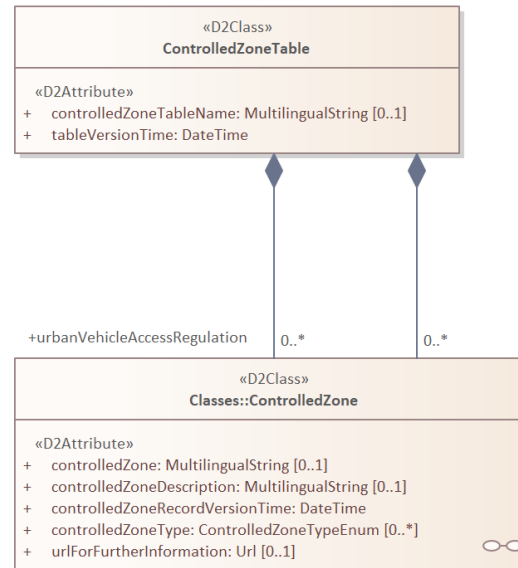 «D2Class»
ControlledZoneTable
«D2Attribute»
+ controlledZoneTableName: MultilingualString [0..1]
+ tableVersionTime: DateTime
+urbanVehicleAccessRegulation 0..* 0..*
«D2Class»
Classes::ControlledZone
«D2Attribute»
+ controlledZone: MultilingualString [0..1]
+ controlledZoneDescription: MultilingualString [0..1]
+ controlledZoneRecordVersionTime: DateTime
+ controlledZoneType: ControlledZoneTypeEnum [0..*]
+ urlForFurtherInformation: Url [0..1]